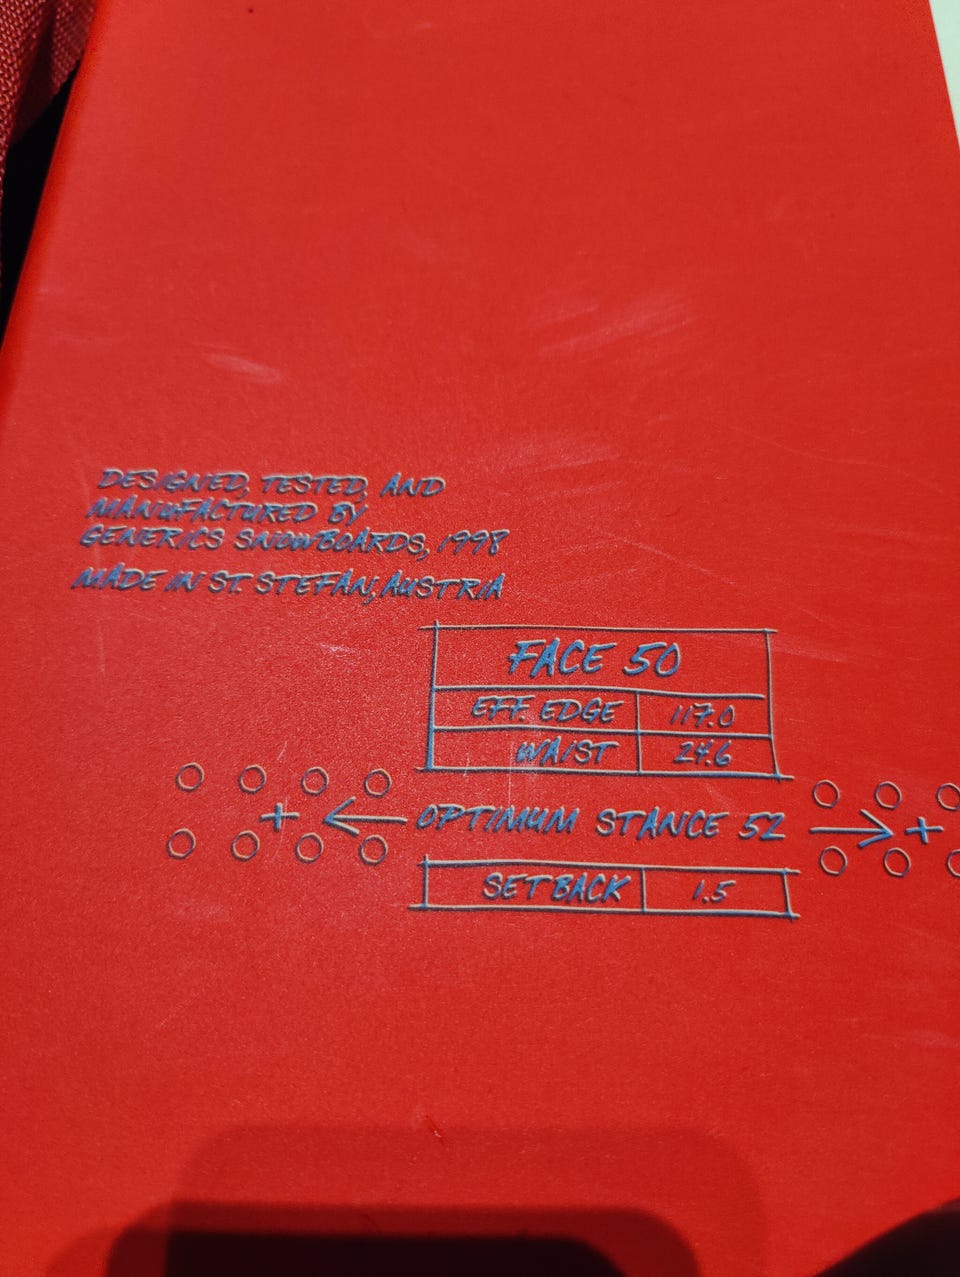 DESIGNED, TESTED, AND
MANUFACTURED BY
GENERICS SNOWBOARDS, 1998
MADE IN ST. STEFAN, AUSTRIA
FACE 50
EFF. EDGE 117.0
WAIST 24.6
OPTIMUM STANCE 52
SETBACK 1.5